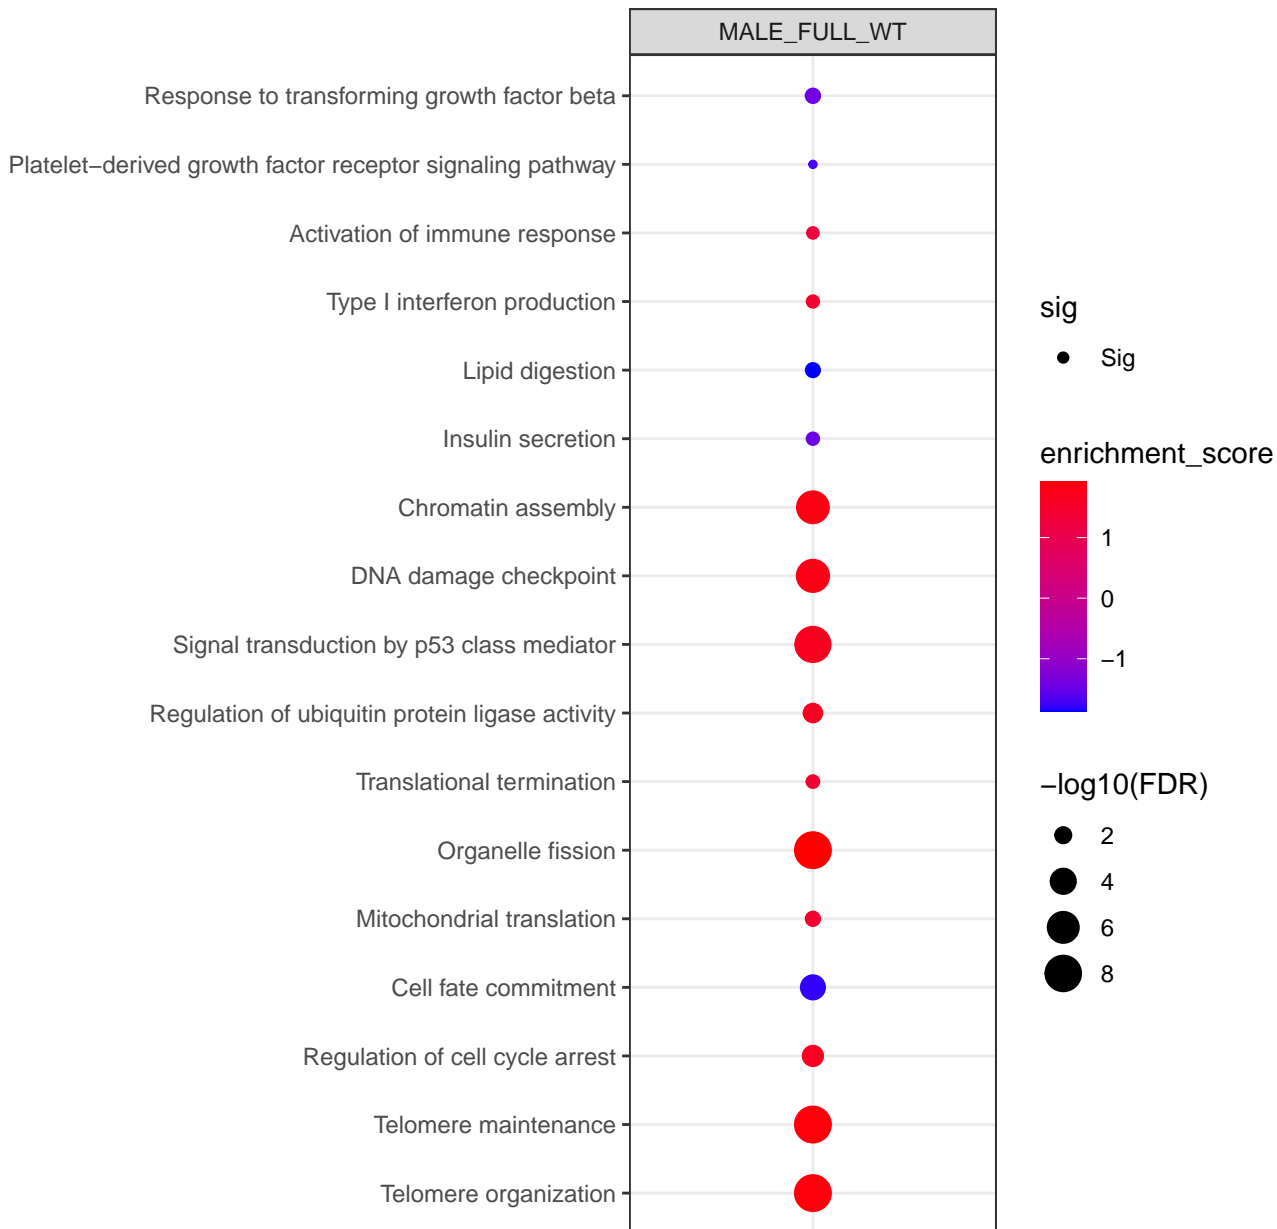 MALE_FULL_WT
Response to transforming growth factor beta
Platelet−derived growth factor receptor signaling pathway
Activation of immune response
Type I interferon production
Lipid digestion
Insulin secretion
Chromatin assembly
DNA damage checkpoint
Signal transduction by p53 class mediator
Regulation of ubiquitin protein ligase activity
Translational termination
Organelle fission
Mitochondrial translation
Cell fate commitment
Regulation of cell cycle arrest
Telomere maintenance
Telomere organization
sig
Sig
enrichment_score
1
0
−1
−log10(FDR)
2
4
6
8